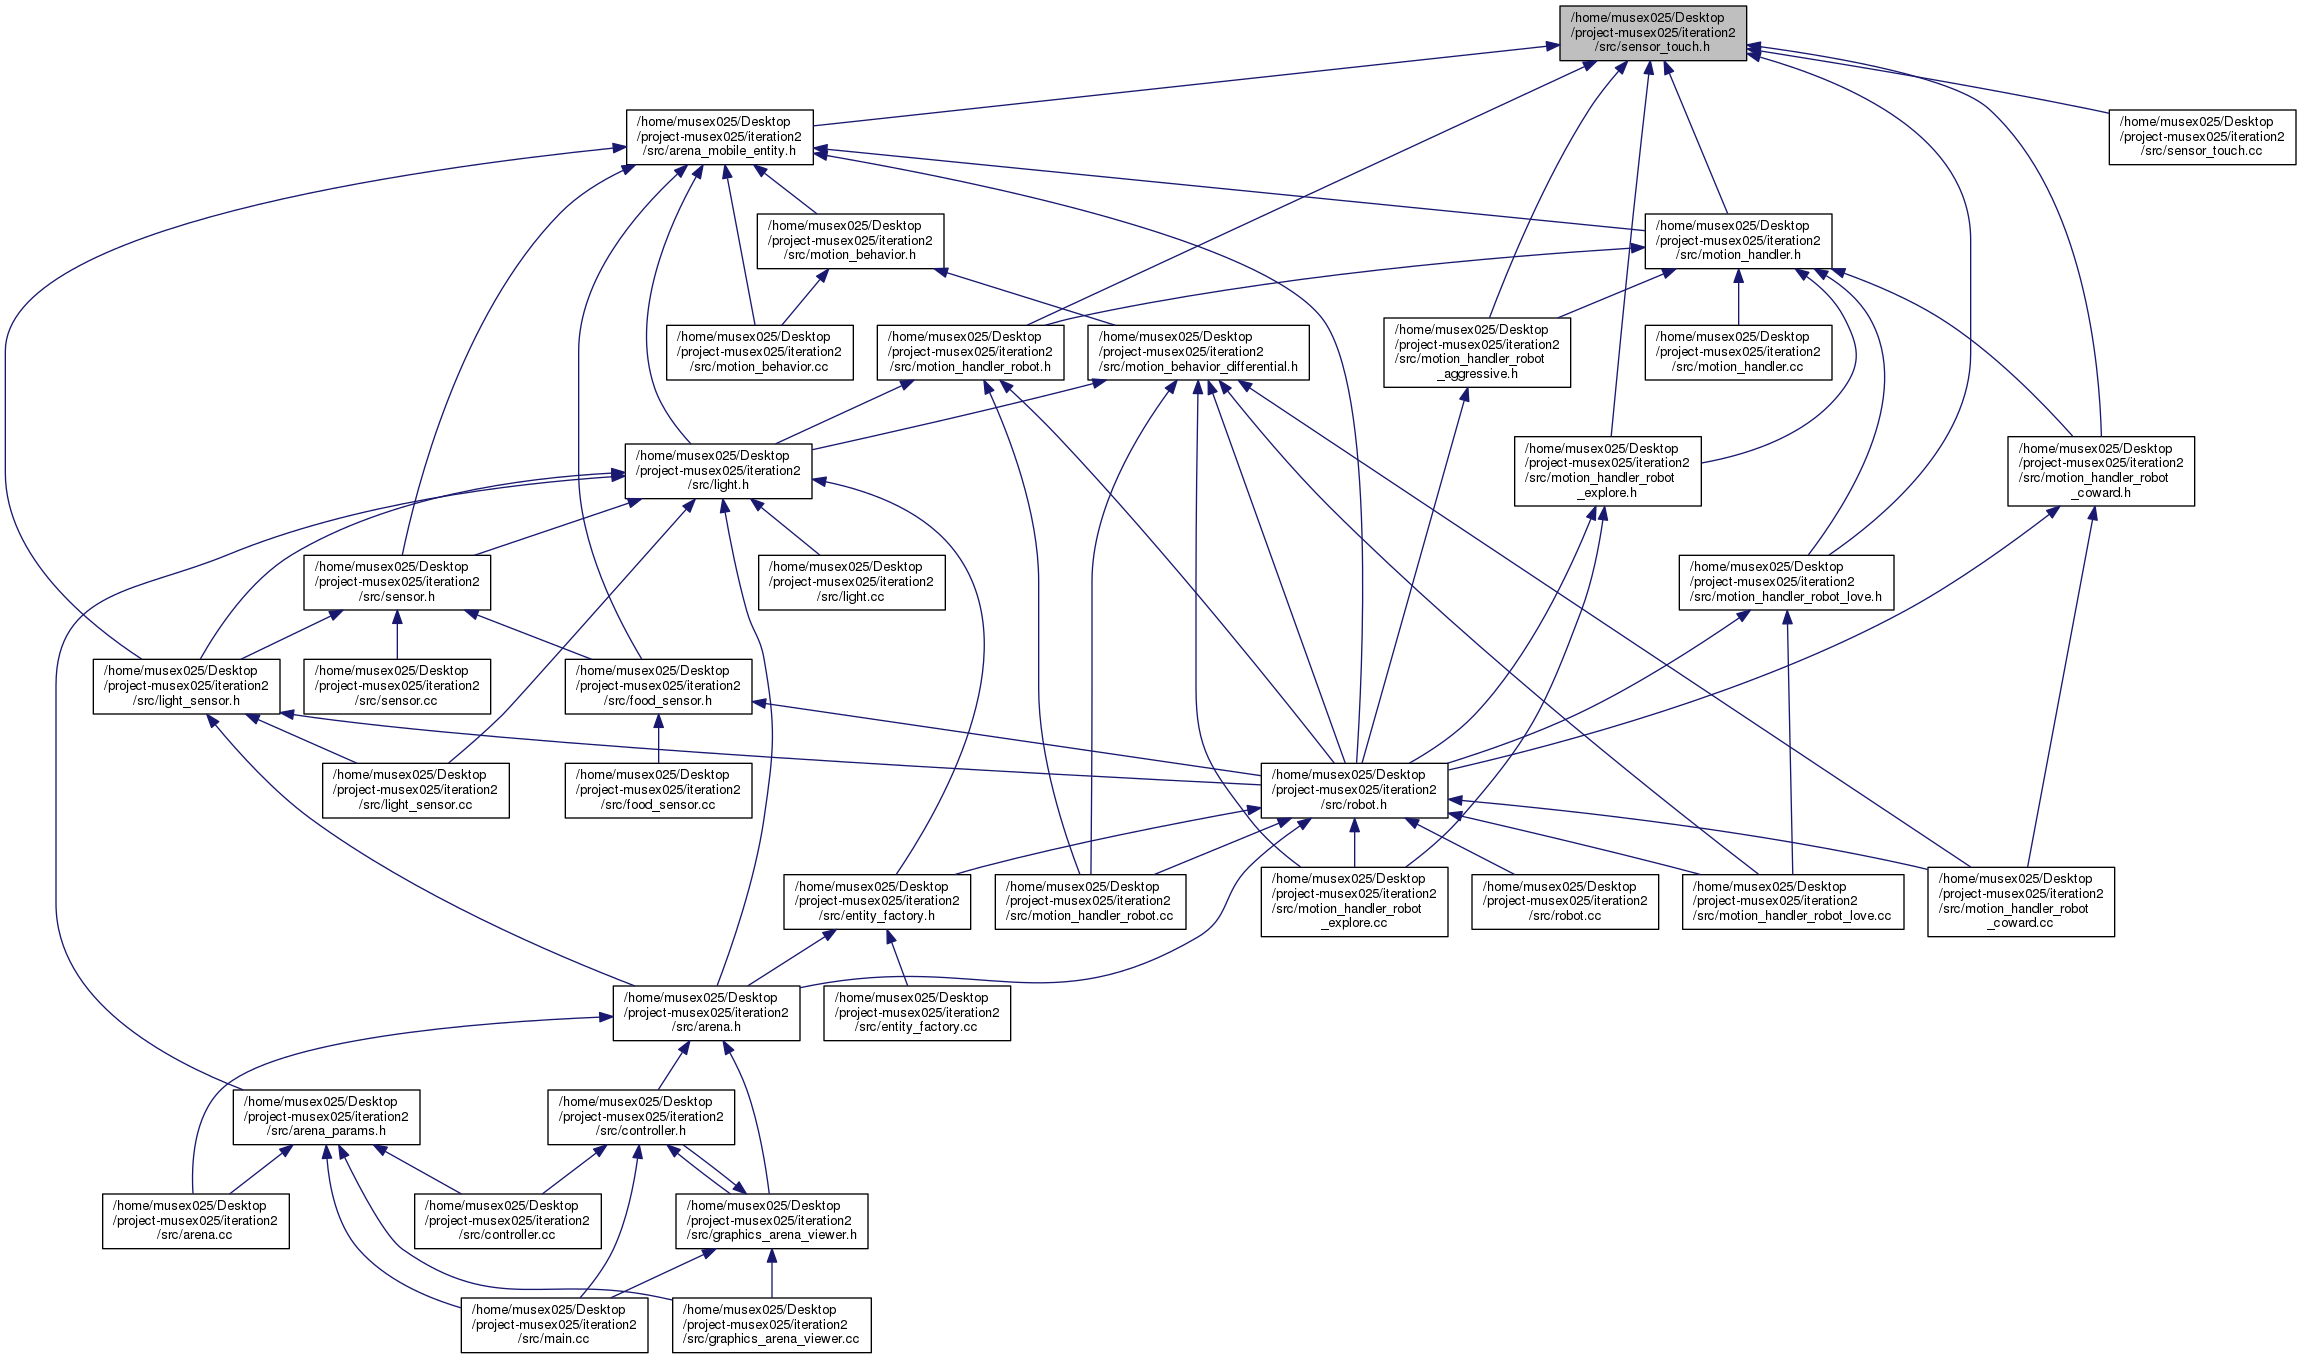 /home/musex025/Desktop
/project-musex025/iteration2
/src/sensor_touch.h
/home/musex025/Desktop
/project-musex025/iteration2
/src/arena_mobile_entity.h
/home/musex025/Desktop
/project-musex025/iteration2
/src/sensor_touch.cc
/home/musex025/Desktop
/project-musex025/iteration2
/src/motion_behavior.h
/home/musex025/Desktop
/project-musex025/iteration2
/src/motion_handler.h
/home/musex025/Desktop
/project-musex025/iteration2
/src/motion_behavior.cc
/home/musex025/Desktop
/project-musex025/iteration2
/src/motion_handler_robot.h
/home/musex025/Desktop
/project-musex025/iteration2
/src/motion_behavior_differential.h
/home/musex025/Desktop
/project-musex025/iteration2
/src/motion_handler_robot
_aggressive.h
/home/musex025/Desktop
/project-musex025/iteration2
/src/motion_handler.cc
/home/musex025/Desktop
/project-musex025/iteration2
/src/light.h
/home/musex025/Desktop
/project-musex025/iteration2
/src/motion_handler_robot
_explore.h
/home/musex025/Desktop
/project-musex025/iteration2
/src/motion_handler_robot
_coward.h
/home/musex025/Desktop
/project-musex025/iteration2
/src/sensor.h
/home/musex025/Desktop
/project-musex025/iteration2
/src/light.cc
/home/musex025/Desktop
/project-musex025/iteration2
/src/motion_handler_robot_love.h
/home/musex025/Desktop
/project-musex025/iteration2
/src/light_sensor.h
/home/musex025/Desktop
/project-musex025/iteration2
/src/sensor.cc
/home/musex025/Desktop
/project-musex025/iteration2
/src/food_sensor.h
/home/musex025/Desktop
/project-musex025/iteration2
/src/light_sensor.cc
/home/musex025/Desktop
/project-musex025/iteration2
/src/food_sensor.cc
/home/musex025/Desktop
/project-musex025/iteration2
/src/robot.h
/home/musex025/Desktop
/project-musex025/iteration2
/src/entity_factory.h
/home/musex025/Desktop
/project-musex025/iteration2
/src/motion_handler_robot.cc
/home/musex025/Desktop
/project-musex025/iteration2
/src/motion_handler_robot
_explore.cc
/home/musex025/Desktop
/project-musex025/iteration2
/src/robot.cc
/home/musex025/Desktop
/project-musex025/iteration2
/src/motion_handler_robot_love.cc
/home/musex025/Desktop
/project-musex025/iteration2
/src/motion_handler_robot
_coward.cc
/home/musex025/Desktop
/project-musex025/iteration2
/src/arena.h
/home/musex025/Desktop
/project-musex025/iteration2
/src/entity_factory.cc
/home/musex025/Desktop
/project-musex025/iteration2
/src/arena_params.h
/home/musex025/Desktop
/project-musex025/iteration2
/src/controller.h
/home/musex025/Desktop
/project-musex025/iteration2
/src/arena.cc
/home/musex025/Desktop
/project-musex025/iteration2
/src/controller.cc
/home/musex025/Desktop
/project-musex025/iteration2
/src/graphics_arena_viewer.h
/home/musex025/Desktop
/project-musex025/iteration2
/src/main.cc
/home/musex025/Desktop
/project-musex025/iteration2
/src/graphics_arena_viewer.cc